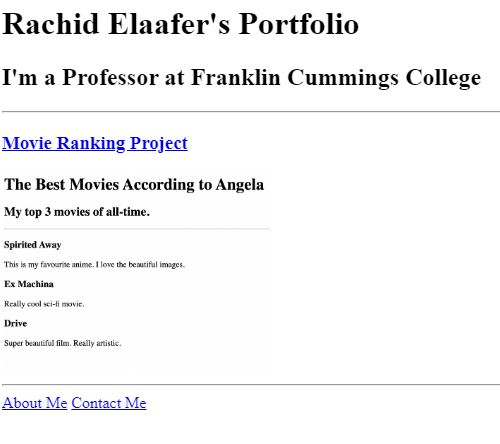 Rachid Elaafer's Portfolio
I'm a Professor at Franklin Cummings College
Movie Ranking Project
The Best Movies According to Angela
My top 3 movies of all-time.
Spirited Away
This is my favourite anime. I love the beautiful images.
Ex Machina
Really cool sci-fi movie.
Drive
Super beautiful film. Really artistic.
About Me Contact Me